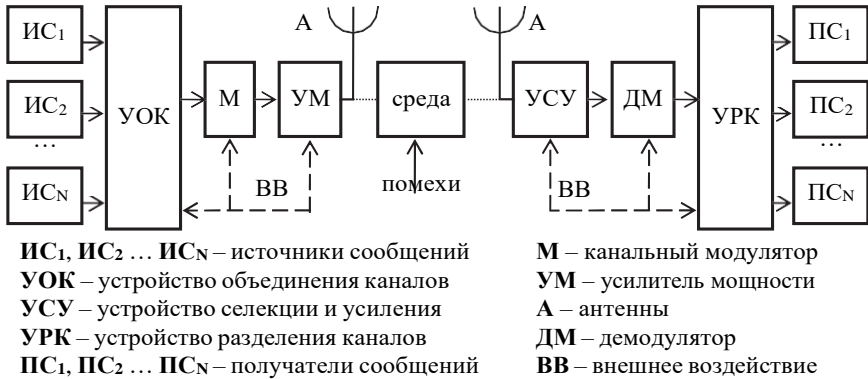 А А
ИС1 ПС1
М УМ среда УСУ ДМ
ИС2 УОК УРК ПС2
… …
ВВ помехи ВВ
ИСN ПСN
ИС1, ИС2 … ИСN – источники сообщений
УОК – устройство объединения каналов
УСУ – устройство селекции и усиления
УРК – устройство разделения каналов
ПС1, ПС2 … ПСN – получатели сообщений
М – канальный модулятор
УМ – усилитель мощности
А – антенны
ДМ – демодулятор
ВВ – внешнее воздействие